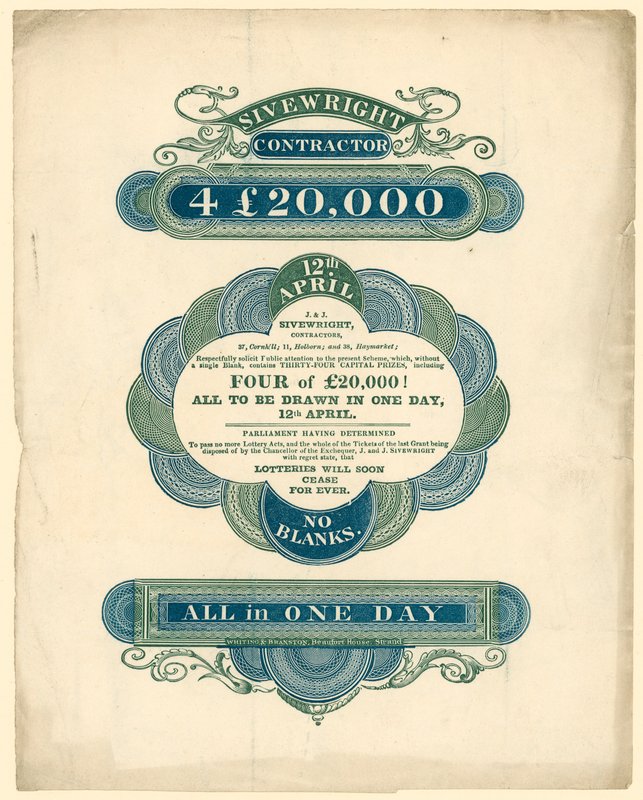 SIVEWRIGHT
CONTRACTOR
4 £20,000
12th
APRIL
J. & J.
SIVEWRIGHT,
CONTRACTORS,
37, Cornhill; 11, Holborn; and 38, Haymarket;
Respectfully solicit Public attention to the present Scheme, which, without
a single Blank, contains THIRTY-FOUR CAPITAL PRIZES, including
FOUR of £20,000!
ALL TO BE DRAWN IN ONE DAY,
12th APRIL.
PARLIAMENT HAVING DETERMINED
To pass no more Lottery Acts, and the whole of the Tickets of the last Grant being
disposed of by the Chancellor of the Exchequer, J. and J. SIVEWRIGHT
with regret state, that
LOTTERIES WILL SOON
CEASE
FOR EVER.
NO
BLANKS.
ALL in ONE DAY
WHITING & BRANSTON, Beaufort House, Strand